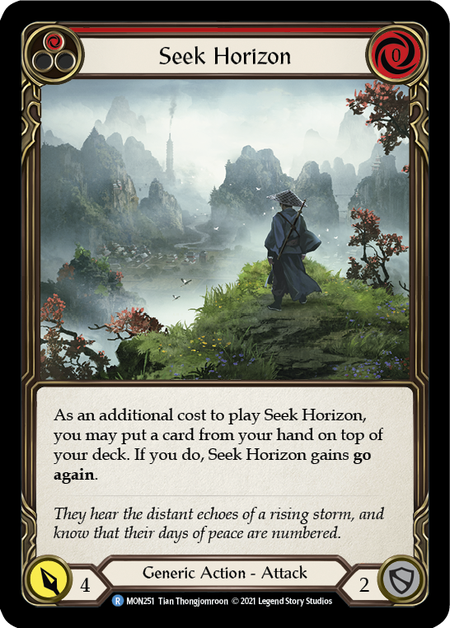 Seek Horizon
0
As an additional cost to play Seek Horizon,
you may put a card from your hand on top of
your deck. If you do, Seek Horizon gains go
again.
They hear the distant echoes of a rising storm, and
know that their days of peace are numbered.
4
Generic Action - Attack
2
R MON251 Tian Thongjomroon © 2021 Legend Story Studios